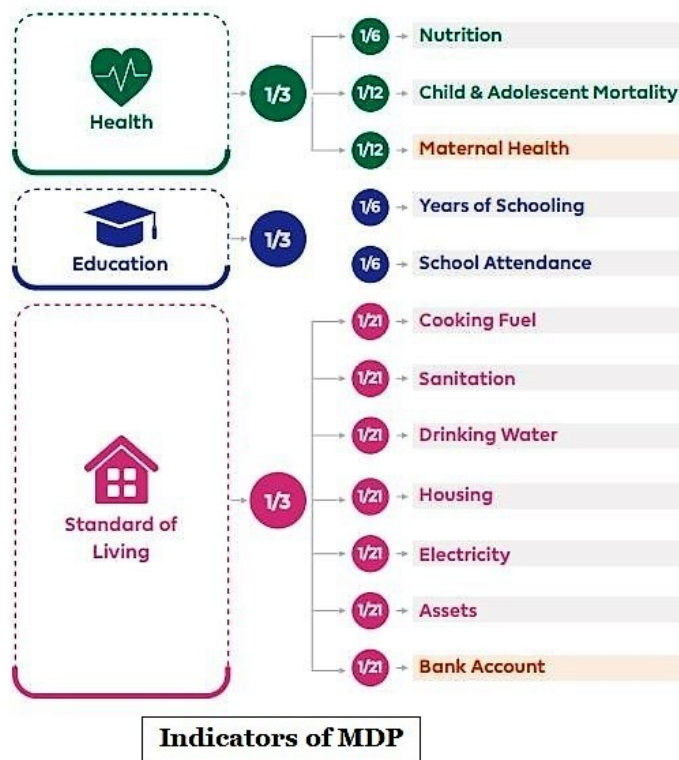 Health
1/3
1/6 Nutrition
1/12 Child & Adolescent Mortality
1/12 Maternal Health
Education
1/3
1/6 Years of Schooling
1/6 School Attendance
Standard of
Living
1/3
1/21 Cooking Fuel
1/21 Sanitation
1/21 Drinking Water
1/21 Housing
1/21 Electricity
1/21 Assets
1/21 Bank Account
Indicators of MDP